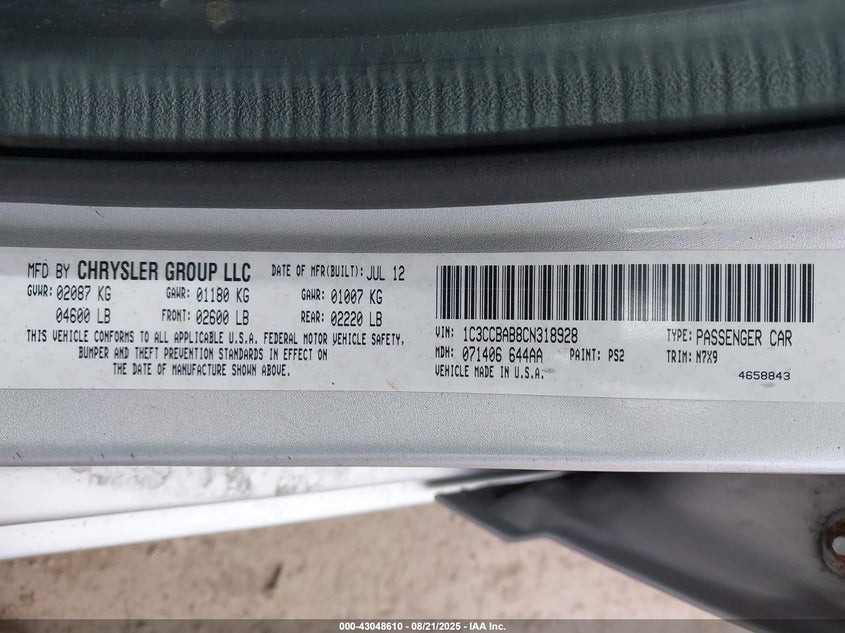 MFD BY CHRYSLER GROUP LLC DATE OF MFR(BUILT): JUL 12
GVWR: 02087 KG GAWR: 01180 KG GAWR: 01007 KG
04600 LB FRONT: 02600 LB REAR: 02220 LB
THIS VEHICLE CONFORMS TO ALL APPLICABLE U.S.A. FEDERAL MOTOR VEHICLE SAFETY,
BUMPER AND THEFT PREVENTION STANDARDS IN EFFECT ON
THE DATE OF MANUFACTURE SHOWN ABOVE.
VIN: 1C3CCBAB8CN318928 TYPE: PASSENGER CAR
MDH: 071406 644AA PAINT: PS2 TRIM: N7X9
VEHICLE MADE IN U.S.A.
4658843
000-43048610 - 08/21/2025 - IAA Inc.